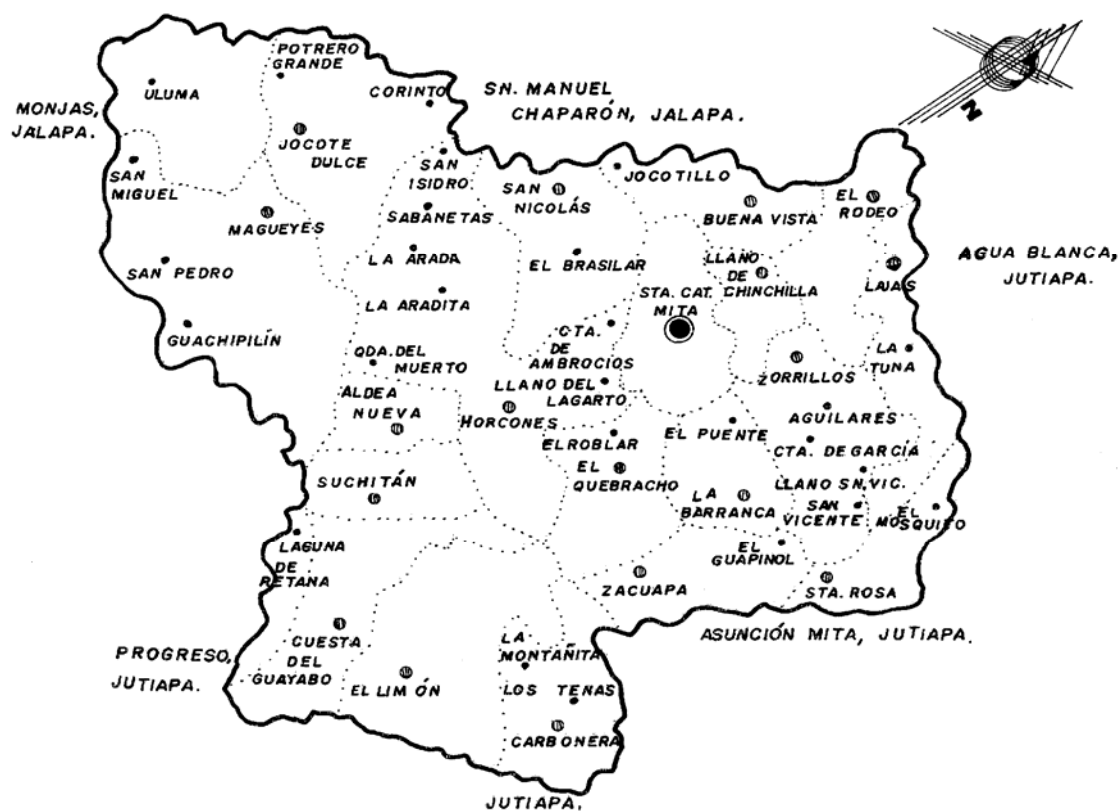 POTRERO
GRANDE
ULUMA
CORINTO
SN. MANUEL
CHAPARÓN, JALAPA.
MONJAS,
JALAPA.
N
JOCOTE
DULCE
SAN
MIGUEL
SAN
ISIDRO.
JOCOTILLO
SAN
NICOLÁS
EL
RODEO
MAGUEYES
SABANETAS
BUENA VISTA
LA ARADA
EL BRASILAR
LLANO
DE
CHINCHILLA
AGUA BLANCA,
JUTIAPA.
SAN PEDRO
LAJAS
LA ARADITA
STA. CAT.
MITA
GUACHIPILÍN
CTA.
DE
AMBROCIOS
LA
TUNA
QDA. DEL
MUERTO
ZORRILLOS
LLANO DEL
LAGARTO
ALDEA
NUEVA
HORCONES
AGUILARES
EL ROBLAR
EL PUENTE
CTA. DE GARCÍA
EL
QUEBRACHO
SUCHITÁN
LLANO SN. VIC.
LA
BARRANCA
SAN
VICENTE
EL
MOSQUITO
LAGUNA
DE
RETANA
EL
GUAPINOL
ZACUAPA
STA. ROSA
CUESTA
DEL
GUAYABO
LA
MONTAÑITA
ASUNCIÓN MITA, JUTIAPA.
PROGRESO,
JUTIAPA.
EL LIMÓN
LOS TENAS
CARBONERA
JUTIAPA.